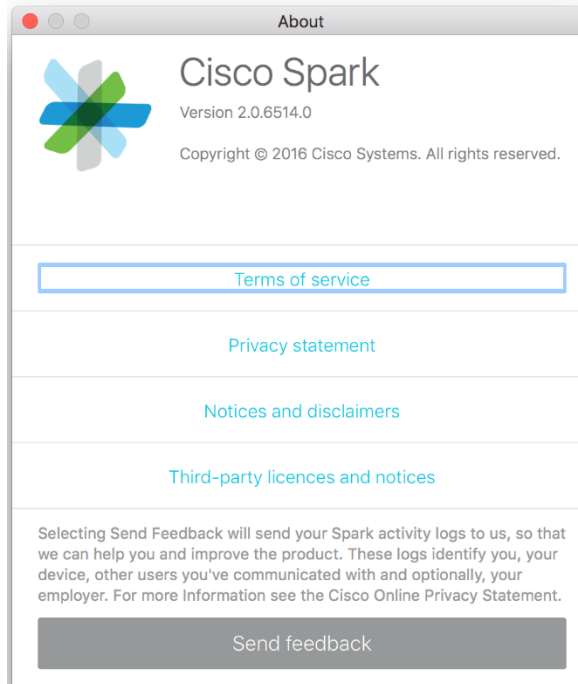 About
Cisco Spark
Version 2.0.6514.0
Copyright © 2016 Cisco Systems. All rights reserved.
Terms of service
Privacy statement
Notices and disclaimers
Third-party licences and notices
Selecting Send Feedback will send your Spark activity logs to us, so that
we can help you and improve the product. These logs identify you, your
device, other users you've communicated with and optionally, your
employer. For more Information see the Cisco Online Privacy Statement.
Send feedback